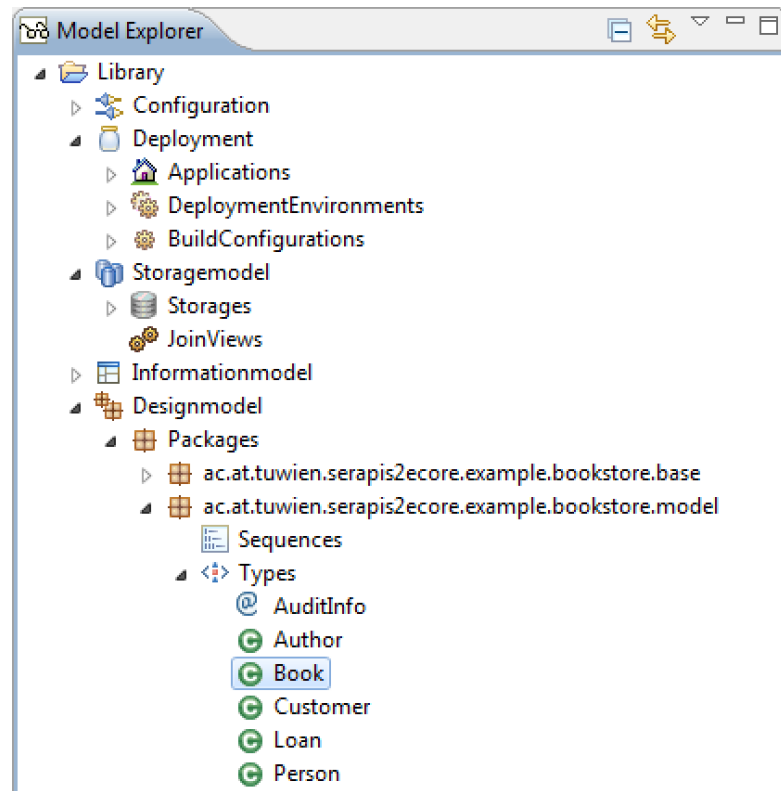 Model Explorer
Library
Configuration
Deployment
Applications
DeploymentEnvironments
BuildConfigurations
Storagemodel
Storages
JoinViews
Informationmodel
Designmodel
Packages
ac.at.tuwien.serapis2ecore.example.bookstore.base
ac.at.tuwien.serapis2ecore.example.bookstore.model
Sequences
Types
AuditInfo
Author
Book
Customer
Loan
Person